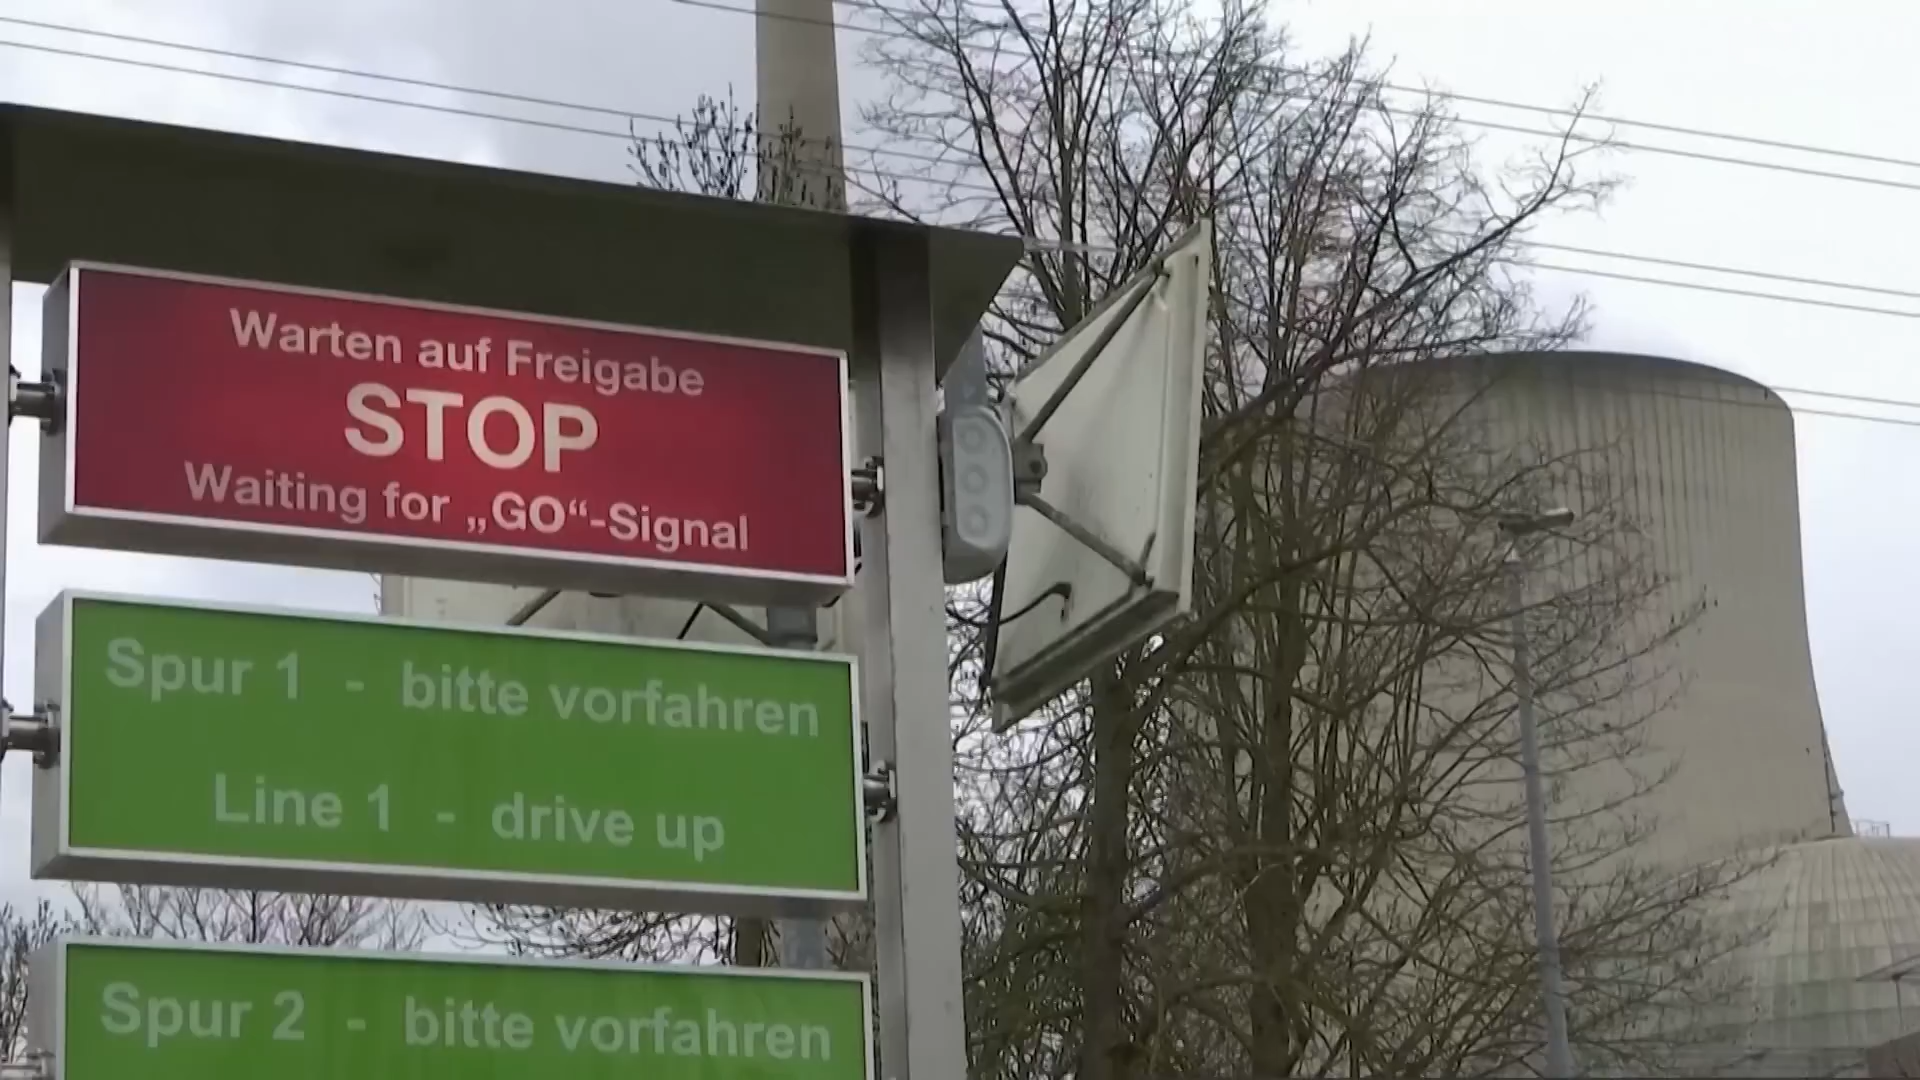 Warten auf Freigabe
STOP
Waiting for „GO“-Signal
Spur 1 - bitte vorfahren
Line 1 - drive up
Spur 2 - bitte vorfahren